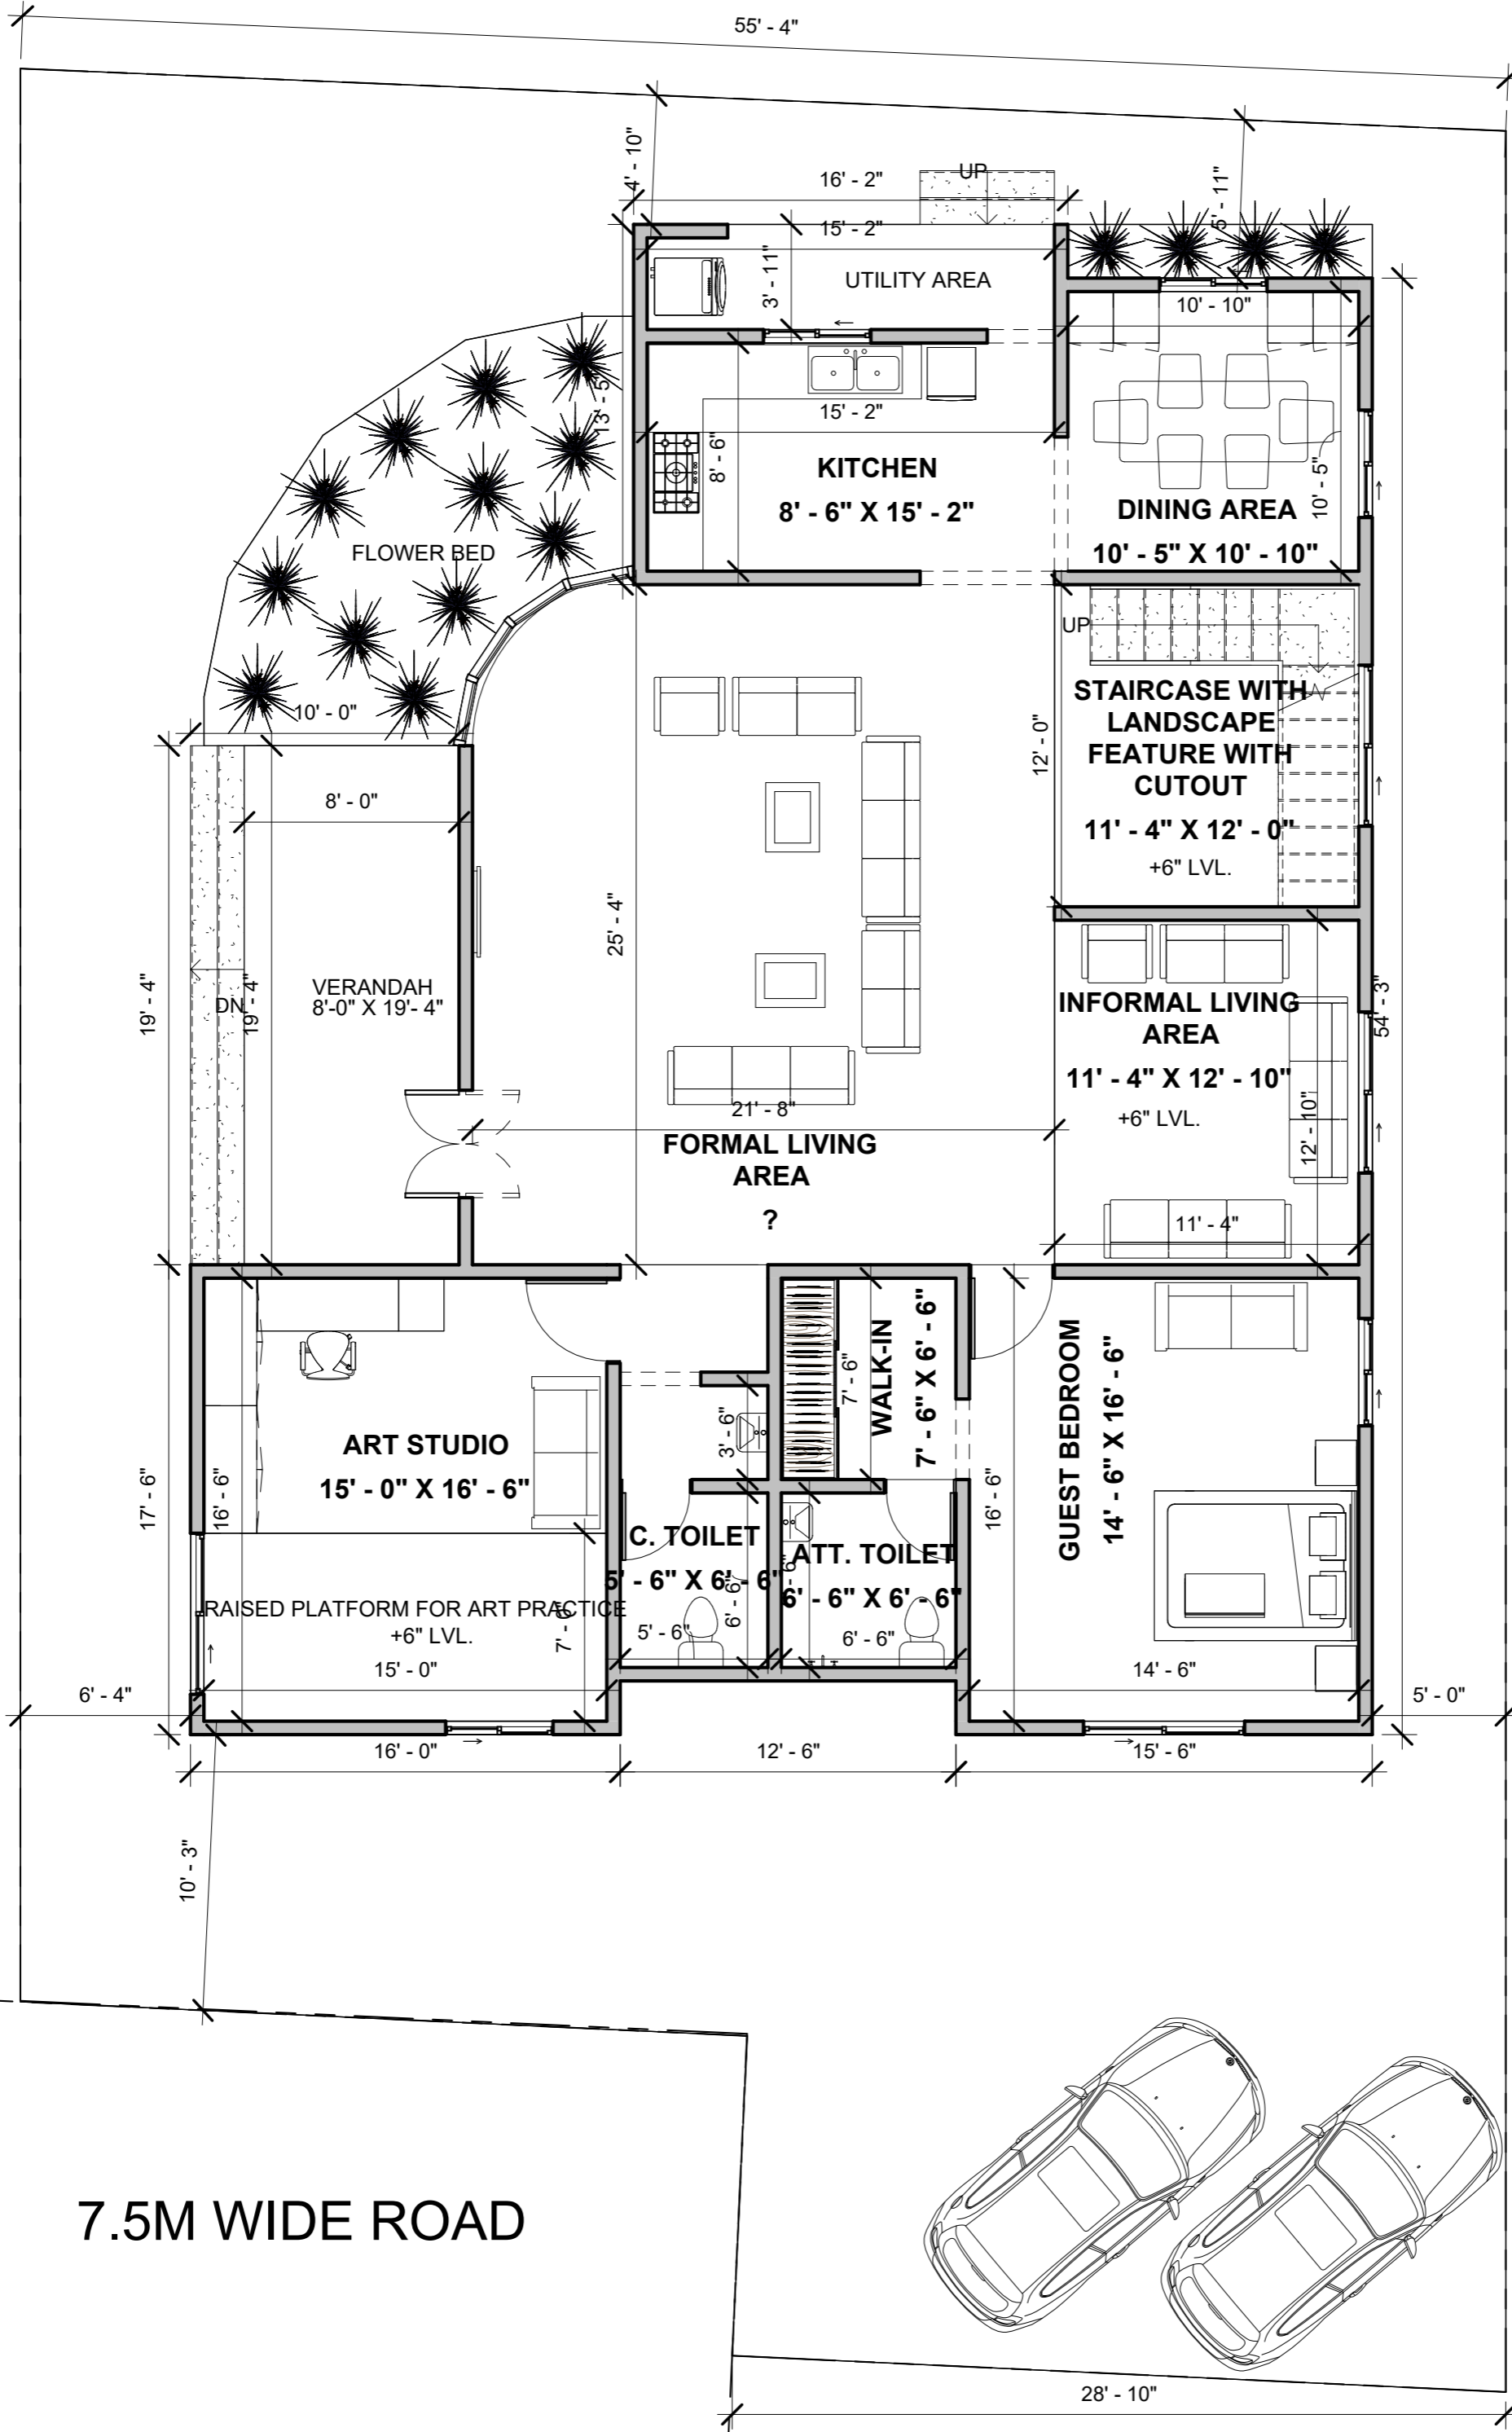 55' - 4"
4' - 10"
16' - 2"
UP
5' - 11"
15' - 2"
3' - 11"
UTILITY AREA
10' - 10"
13' - 5"
15' - 2"
8' - 6"
KITCHEN
8' - 6" X 15' - 2"
10' - 5"
DINING AREA
10' - 5" X 10' - 10"
FLOWER BED
UP
10' - 0"
STAIRCASE WITH
LANDSCAPE
FEATURE WITH
CUTOUT
11' - 4" X 12' - 0"
+6" LVL.
12' - 0"
8' - 0"
25' - 4"
19' - 4"
DN.
19' - 4"
VERANDAH
8'-0" X 19'- 4"
INFORMAL LIVING
AREA
11' - 4" X 12' - 10"
+6" LVL.
54' - 3"
12' - 10"
21' - 8"
FORMAL LIVING
AREA
?
11' - 4"
WALK-IN
7' - 6" X 6' - 6"
7' - 6"
GUEST BEDROOM
14' - 6" X 16' - 6"
3' - 6"
ART STUDIO
15' - 0" X 16' - 6"
17' - 6"
16' - 6"
16' - 6"
C. TOILET
5' - 6" X 6' - 6"
6' - 6"
ATT. TOILET
6' - 6" X 6' - 6"
RAISED PLATFORM FOR ART PRACTICE
+6" LVL.
7' - 0"
5' - 6"
6' - 6"
15' - 0"
14' - 6"
6' - 4"
5' - 0"
16' - 0"
12' - 6"
15' - 6"
10' - 3"
7.5M WIDE ROAD
28' - 10"